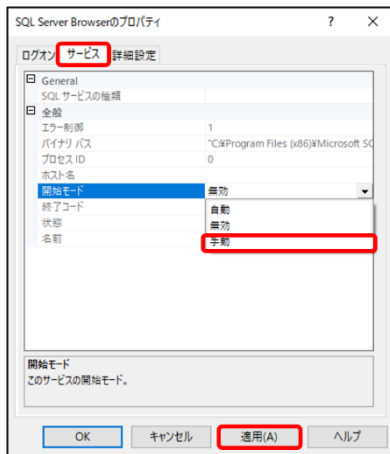 SQL Server Browserのプロパティ ? ×
ログオン サービス 詳細設定
General
SQL サービスの種類
全般
エラー制御 1
バイナリ パス "C:¥Program Files (x86)¥Microsoft SQ
プロセス ID 0
ホスト名
開始モード 無効
終了コード 自動
状態 無効
名前 手動
開始モード
このサービスの開始モード。
OK キャンセル 適用(A) ヘルプ